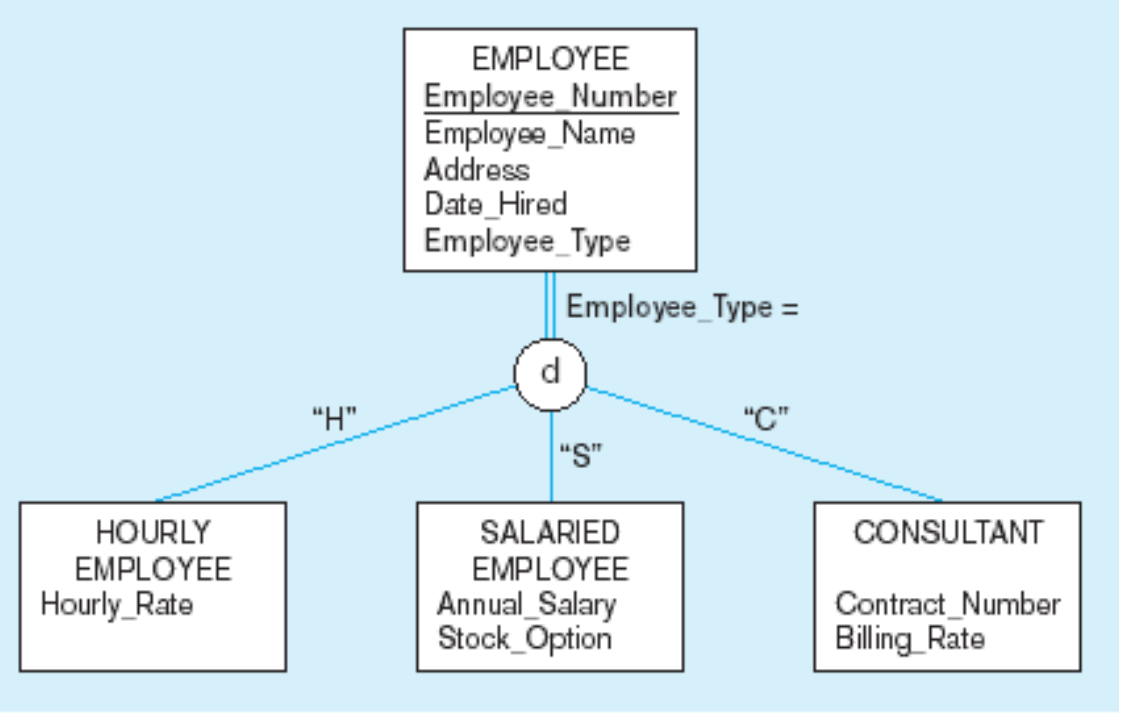 EMPLOYEE
Employee_Number
Employee_Name
Address
Date_Hired
Employee_Type
Employee_Type =
d
“H”
“S”
“C”
HOURLY
EMPLOYEE
Hourly_Rate
SALARIED
EMPLOYEE
Annual_Salary
Stock_Option
CONSULTANT
Contract_Number
Billing_Rate